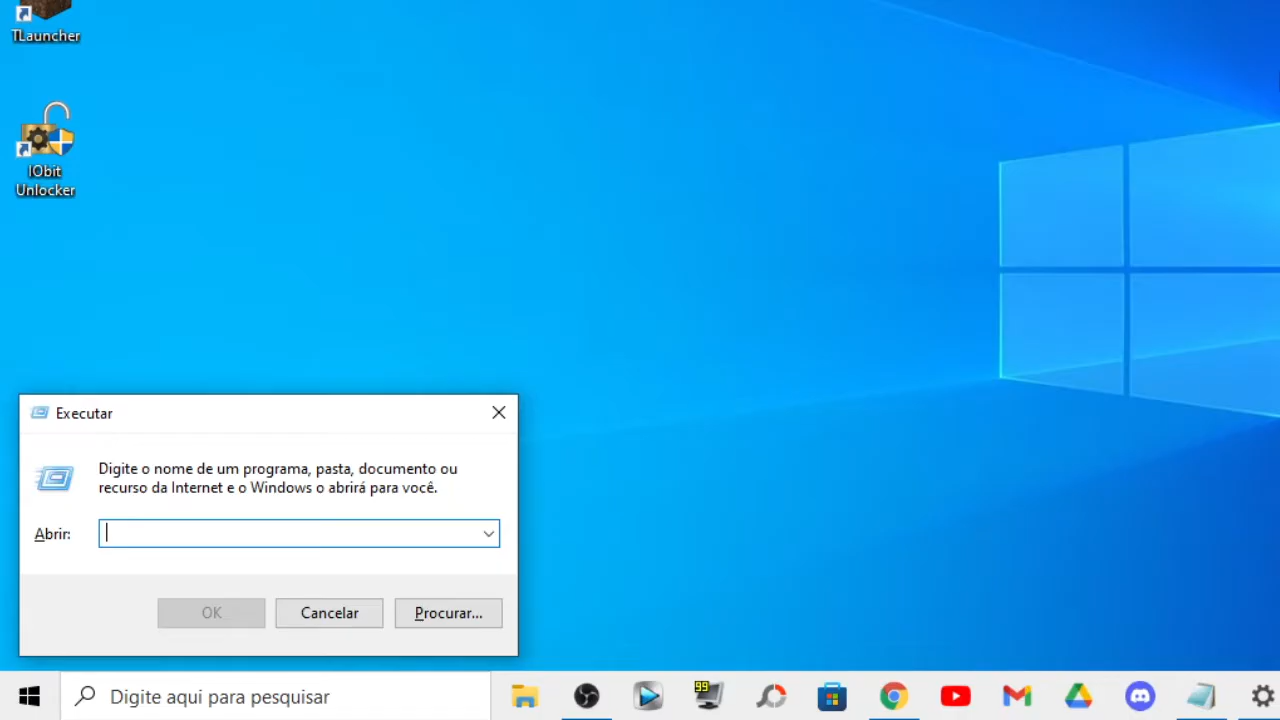 TLauncher
IObit
Unlocker
Executar
Digite o nome de um programa, pasta, documento ou
recurso da Internet e o Windows o abrirá para você.
Abrir:
OK
Cancelar
Procurar...
Digite aqui para pesquisar
99